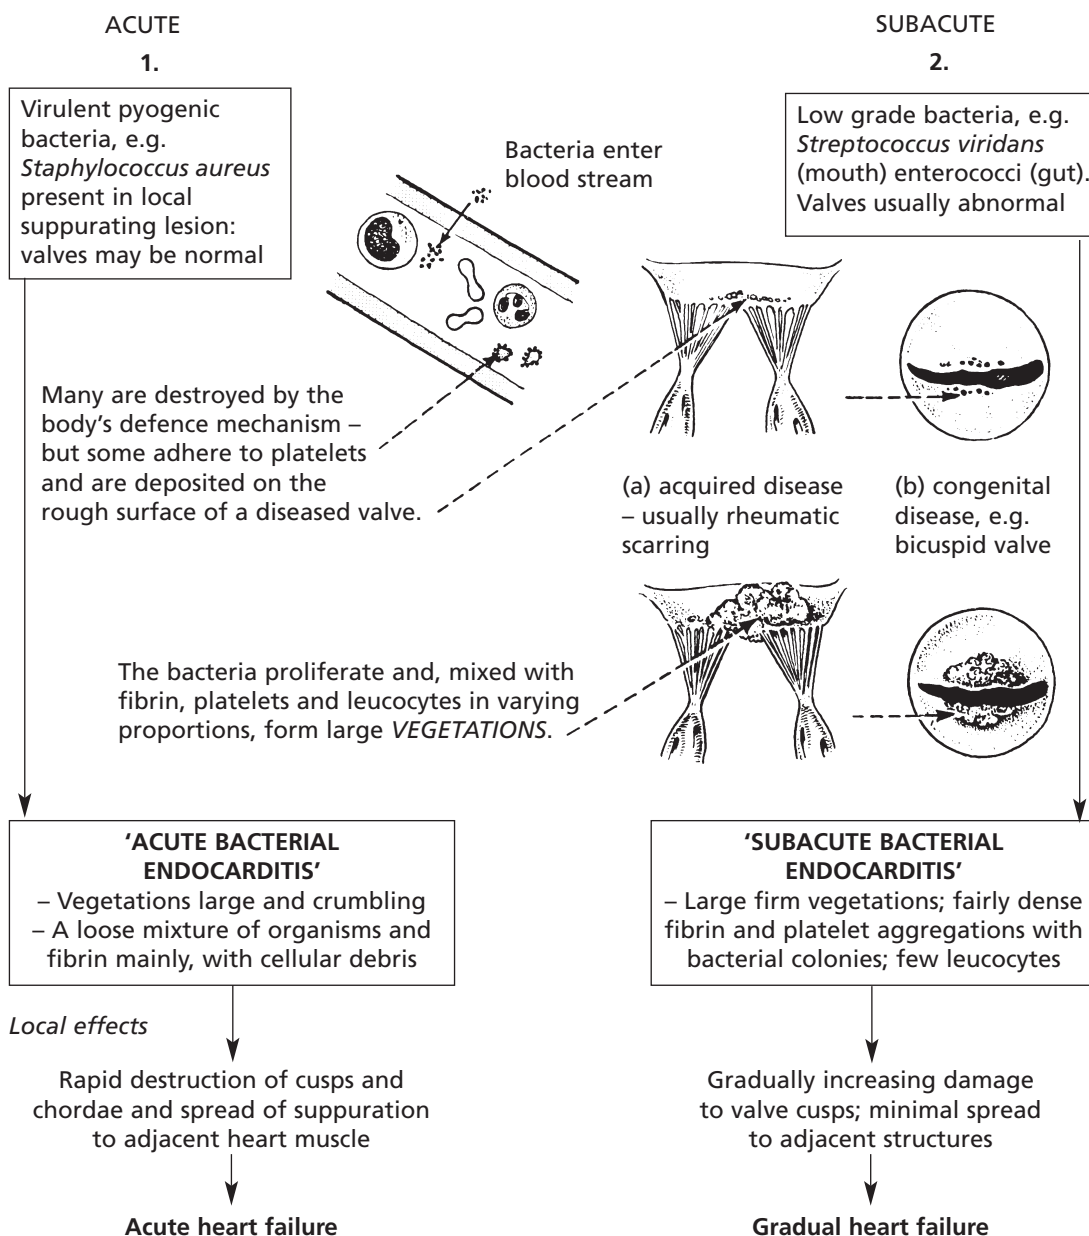 ACUTE
1.
Virulent pyogenic
bacteria, e.g.
Staphylococcus aureus
present in local
suppurating lesion:
valves may be normal
SUBACUTE
2.
Low grade bacteria, e.g.
Streptococcus viridans
(mouth) enterococci (gut).
Valves usually abnormal
Bacteria enter
blood stream
Many are destroyed by the
body’s defence mechanism –
but some adhere to platelets
and are deposited on the
rough surface of a diseased valve.
(a) acquired disease
– usually rheumatic
scarring
(b) congenital
disease, e.g.
bicuspid valve
The bacteria proliferate and, mixed with
fibrin, platelets and leucocytes in varying
proportions, form large VEGETATIONS.
‘ACUTE BACTERIAL
ENDOCARDITIS’
– Vegetations large and crumbling
– A loose mixture of organisms and
fibrin mainly, with cellular debris
‘SUBACUTE BACTERIAL
ENDOCARDITIS’
– Large firm vegetations; fairly dense
fibrin and platelet aggregations with
bacterial colonies; few leucocytes
Local effects
Rapid destruction of cusps and
chordae and spread of suppuration
to adjacent heart muscle
Gradually increasing damage
to valve cusps; minimal spread
to adjacent structures
Acute heart failure
Gradual heart failure